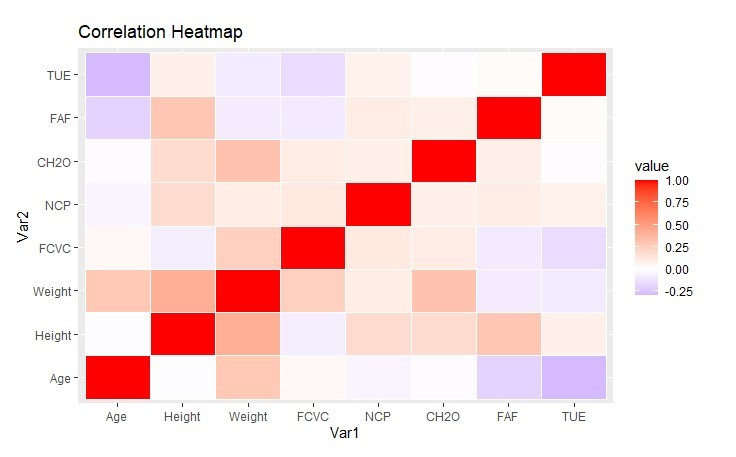 Correlation Heatmap
TUE
FAF
CH2O
NCP
FCVC
Weight
Height
Age
Var2
Age Height Weight FCVC NCP CH2O FAF TUE
Var1
value
1.00
0.75
0.50
0.25
0.00
-0.25